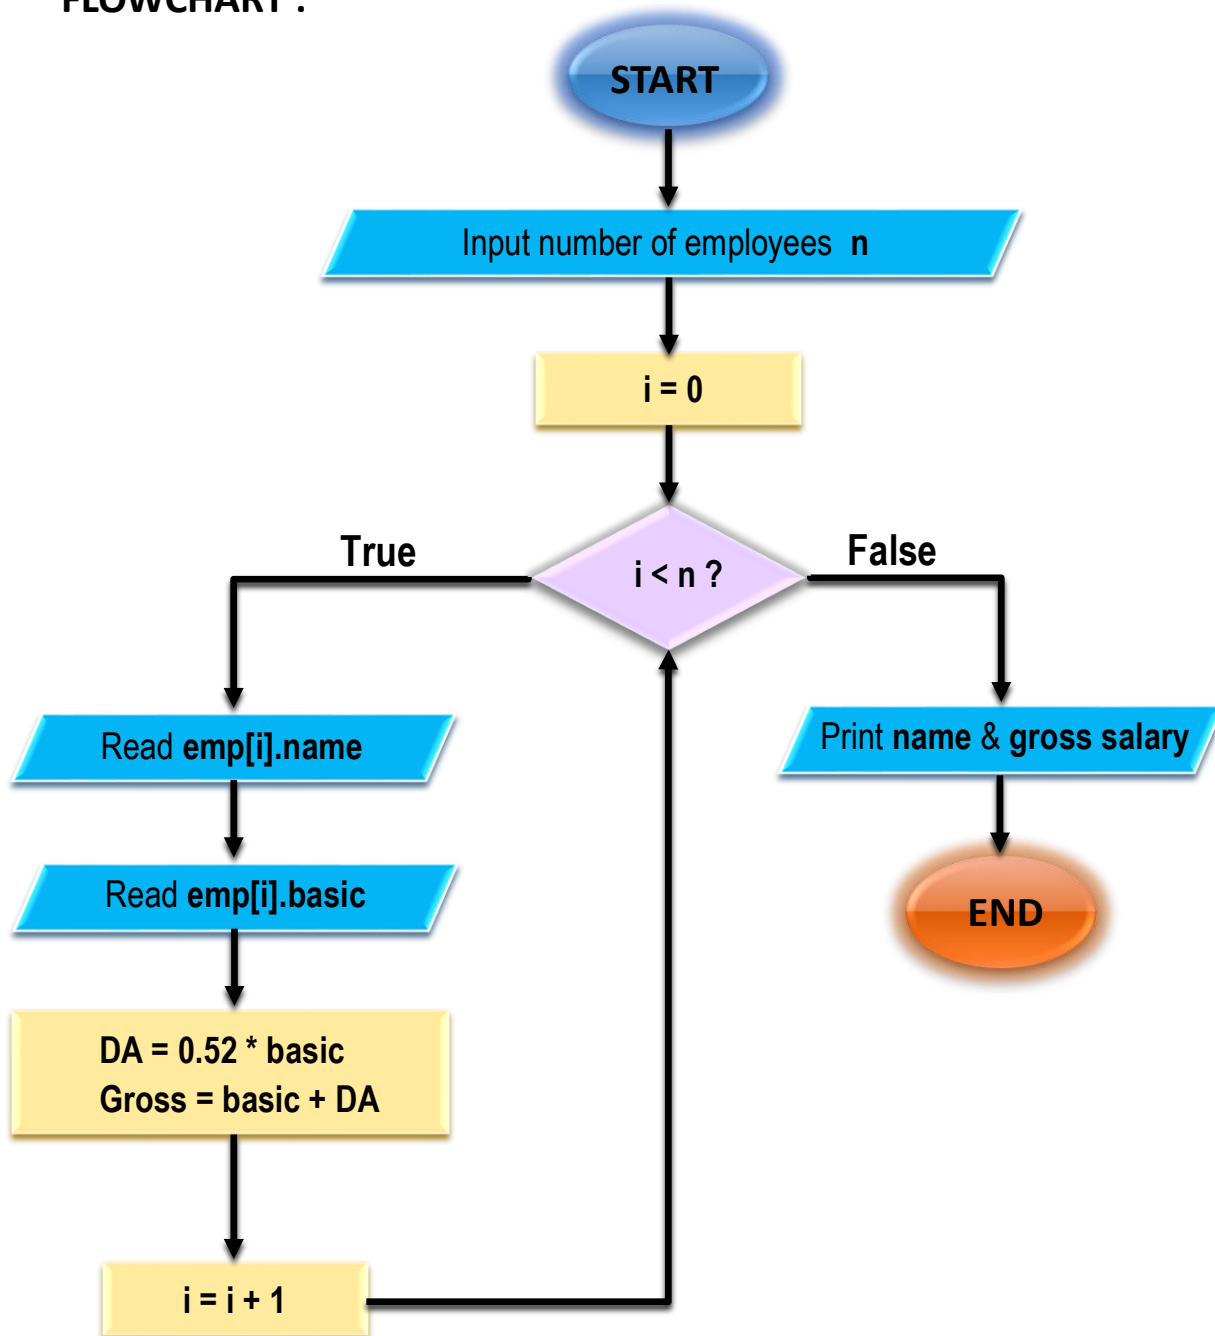 FLOWCHART :
START
Input number of employees n
i = 0
i < n ?
True
False
Read emp[i].name
Print name & gross salary
Read emp[i].basic
END
DA = 0.52 * basic
Gross = basic + DA
i = i + 1